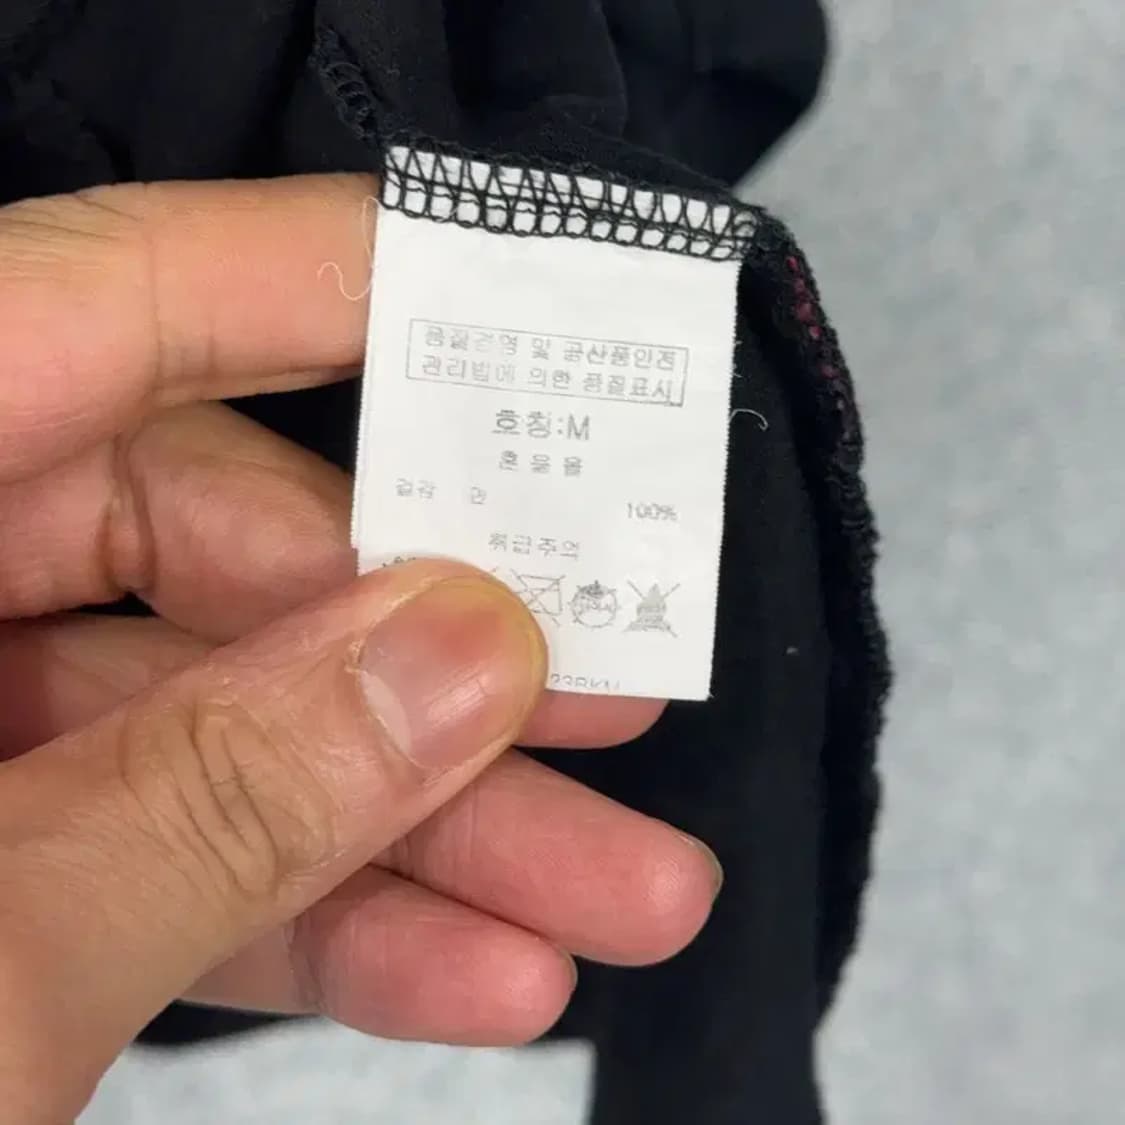 품질경영 및 공산품안전
관리법에 의한 품질표시
호칭:M
혼용율
겉감 면 100%
취급주의